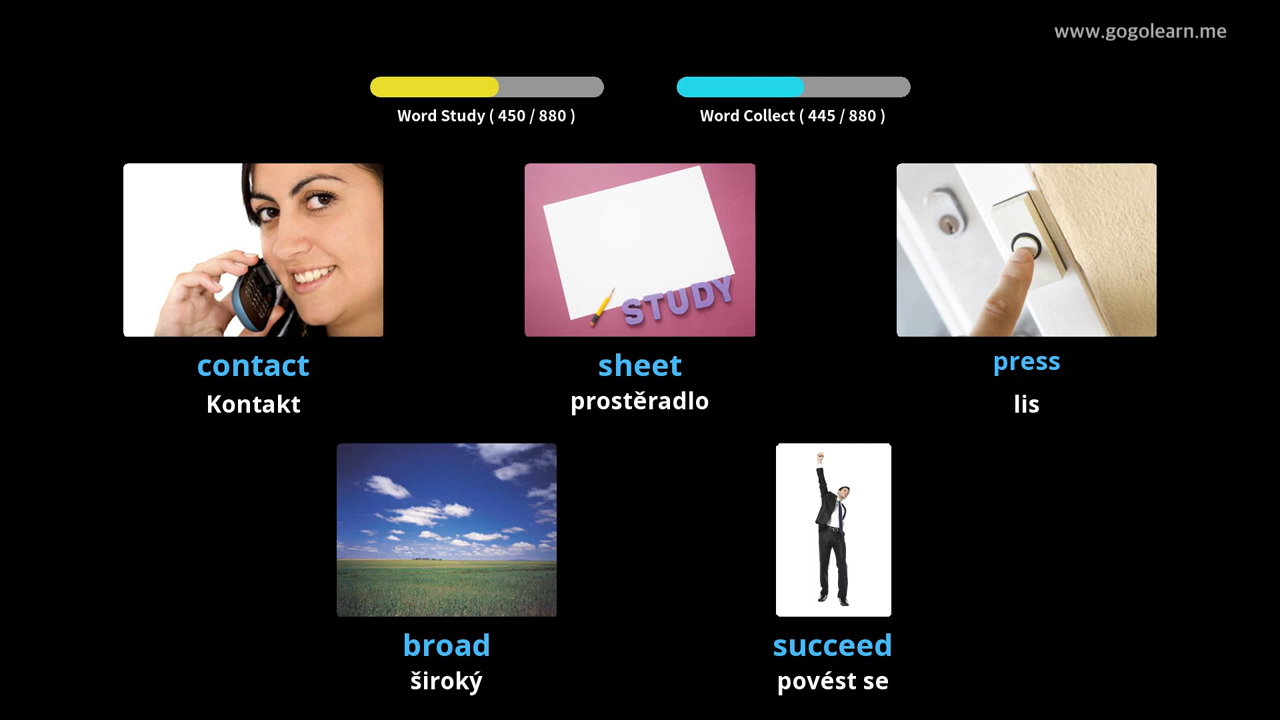 www.gogolearn.me
Word Study ( 450 / 880 )
Word Collect ( 445 / 880 )
STUDY
contact
sheet
press
Kontakt
prostěradlo
lis
broad
succeed
široký
povést se